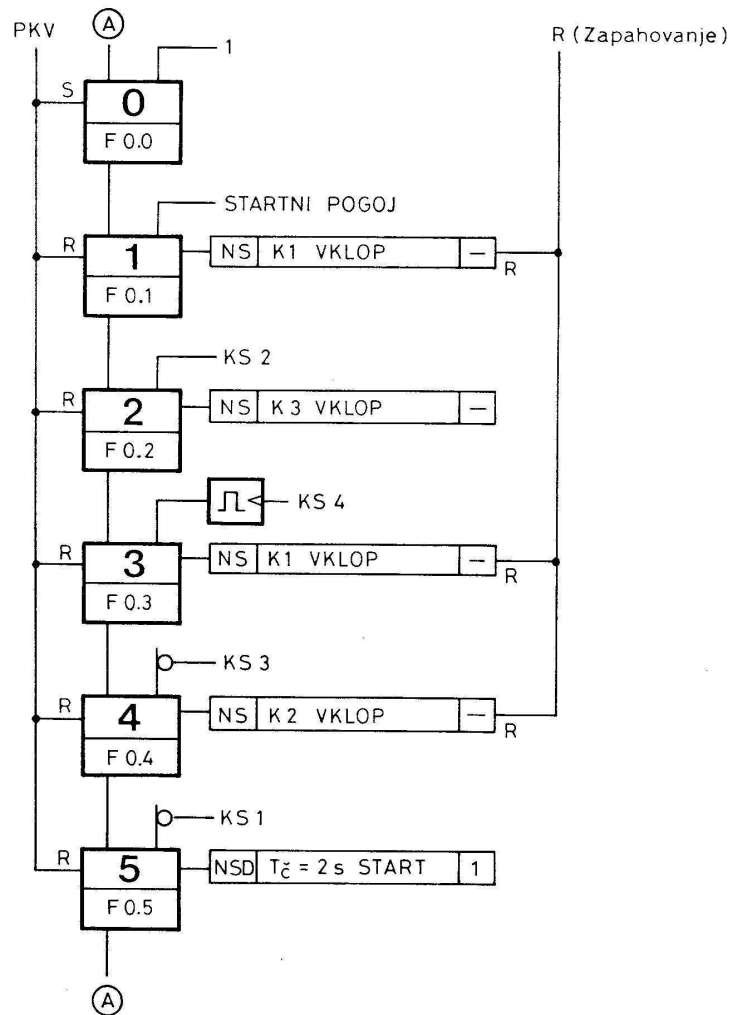 PKV A R (Zapahovanje)
1
S 0
F 0.0
STARTNI POGOJ
R 1 NS K1 VKLOP — R
F 0.1
KS 2
R 2 NS K3 VKLOP —
F 0.2
KS 4
R 3 NS K1 VKLOP — R
F 0.3
KS 3
R 4 NS K2 VKLOP — R
F 0.4
KS 1
R 5 NSD Tč = 2 s START 1
F 0.5
A